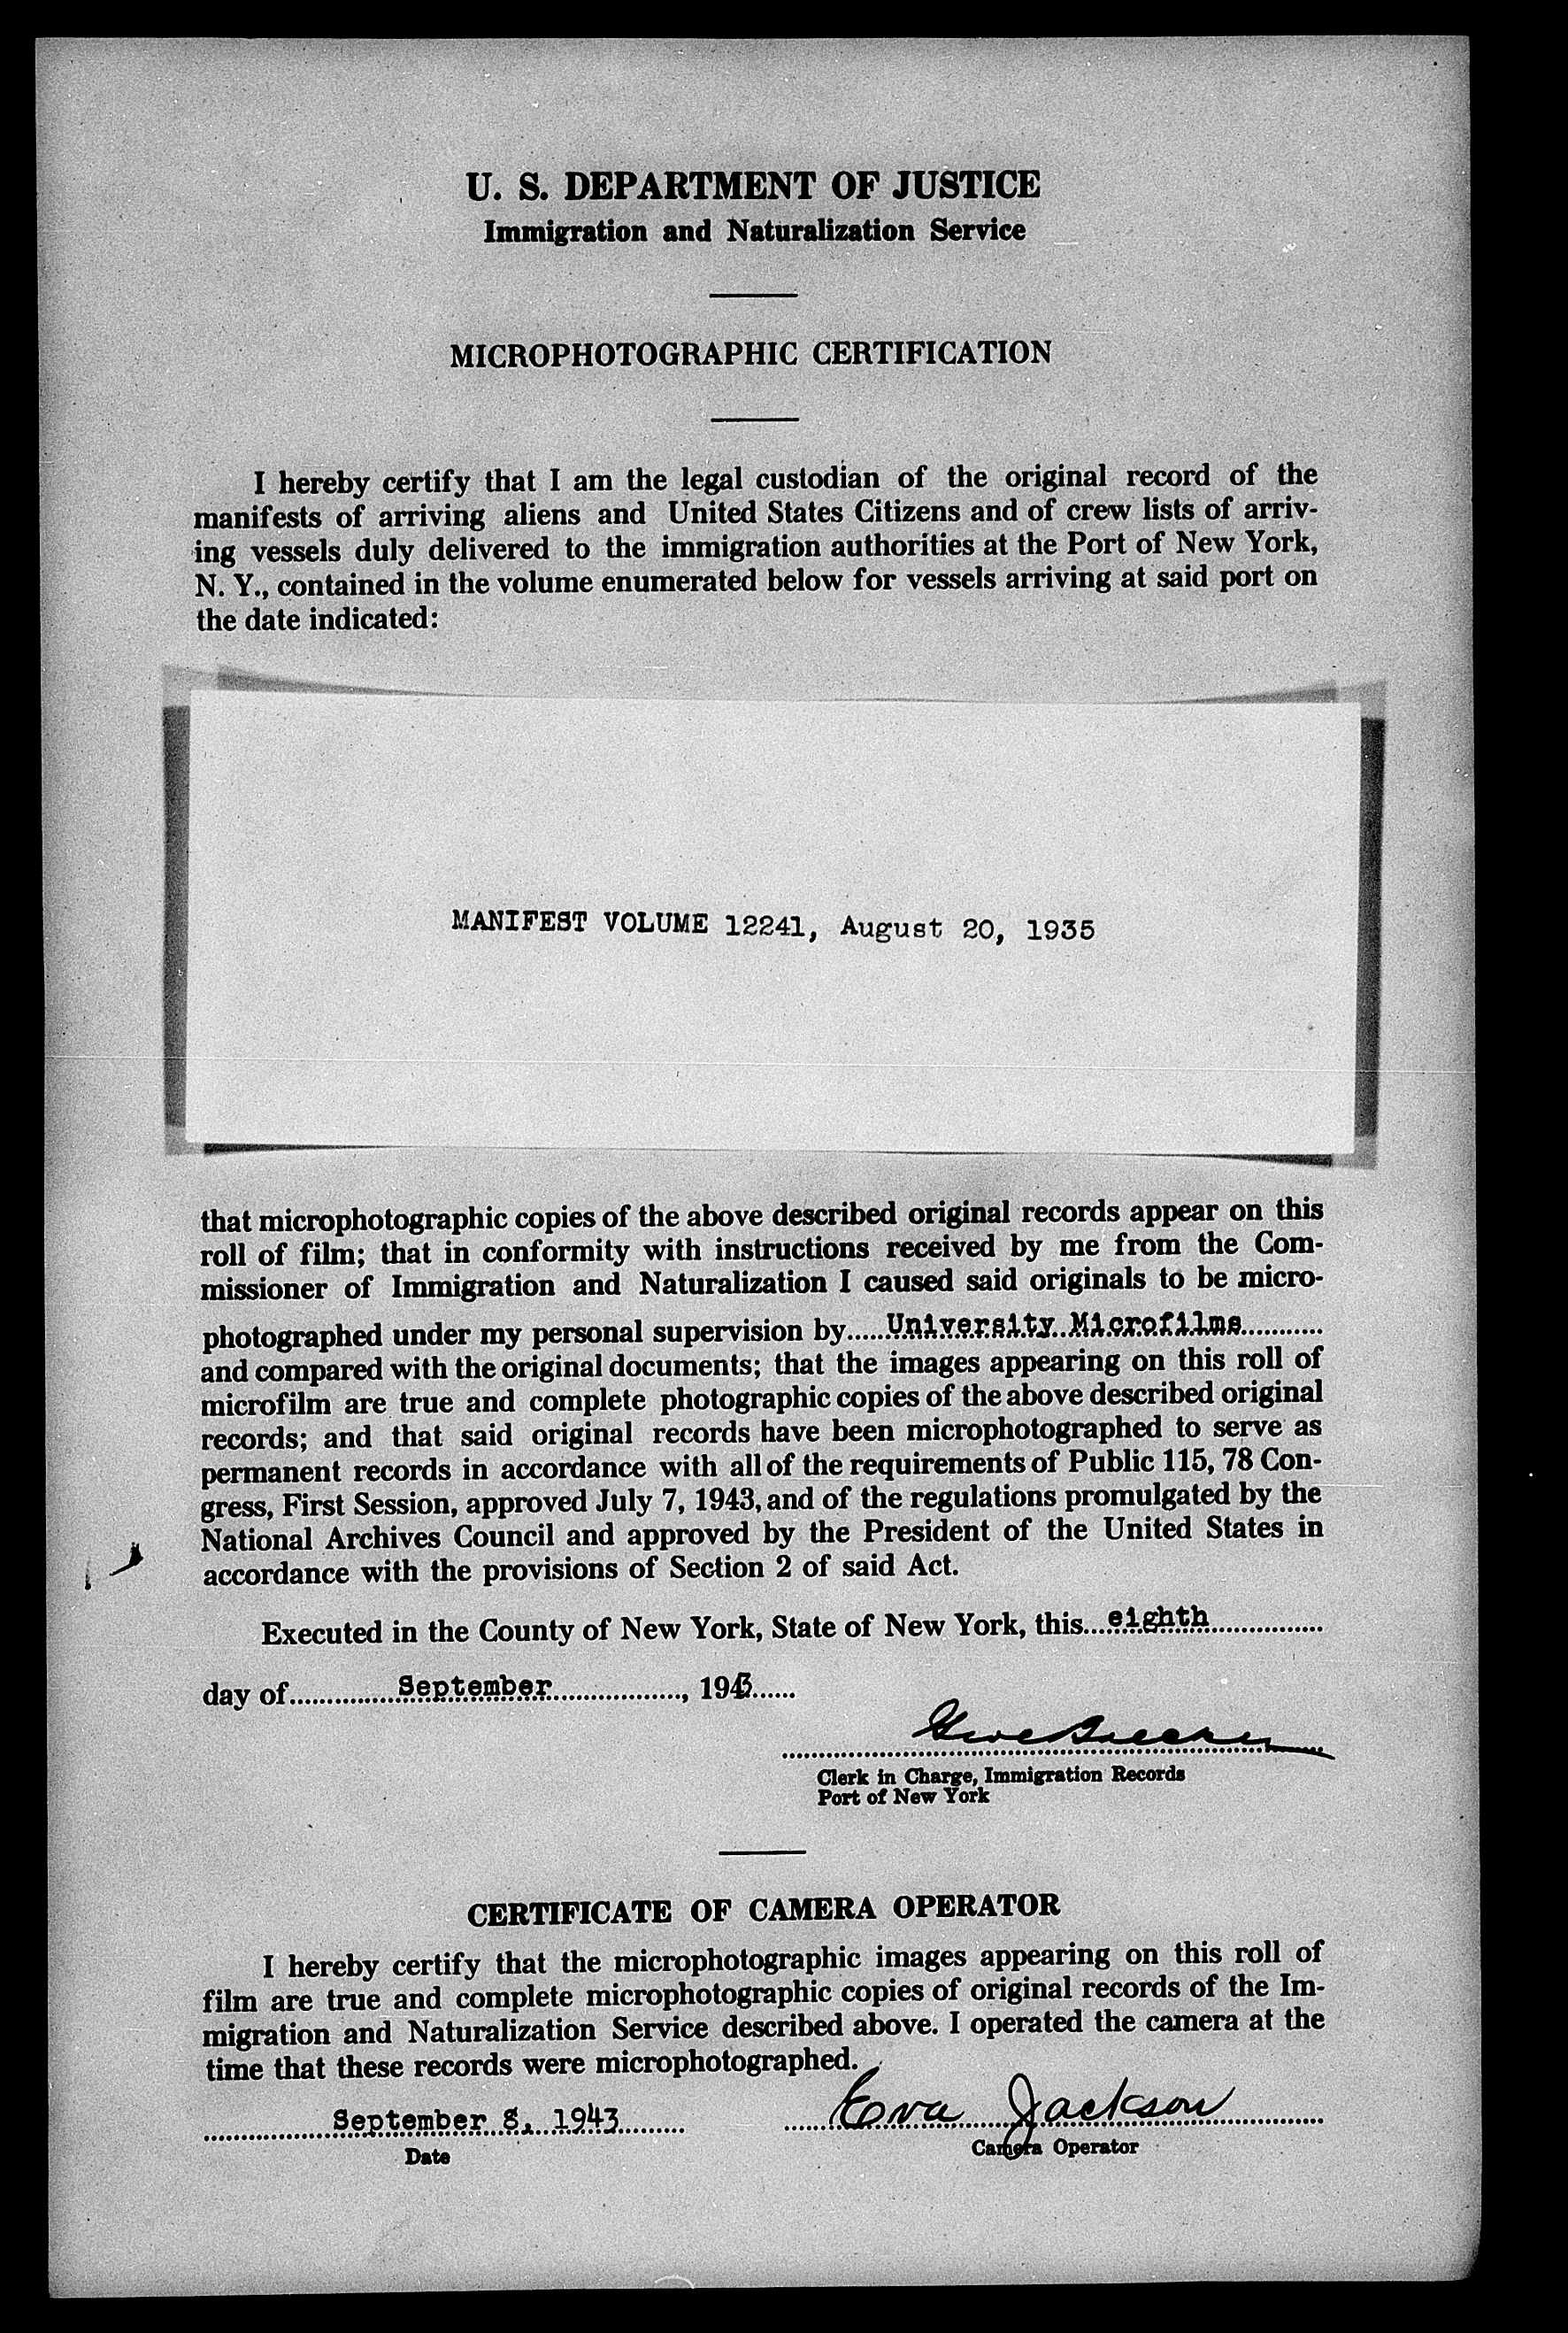 U. S. DEPARTMENT OF JUSTICE
Immigration and Naturalization Service
MICROPHOTOGRAPHIC CERTIFICATION
I hereby certify that I am the legal custodian of the original record of the
manifests of arriving aliens and United States Citizens and of crew lists of arriv-
ing vessels duly delivered to the immigration authorities at the Port of New York,
N. Y., contained in the volume enumerated below for vessels arriving at said port on
the date indicated:
MANIFEST VOLUME 12241, August 20, 1935
that microphotographic copies of the above described original records appear on this
roll of film; that in conformity with instructions received by me from the Com-
missioner of Immigration and Naturalization I caused said originals to be micro-
photographed under my personal supervision by.....University Microfilms...........
and compared with the original documents; that the images appearing on this roll of
microfilm are true and complete photographic copies of the above described original
records; and that said original records have been microphotographed to serve as
permanent records in accordance with all of the requirements of Public 115, 78 Con-
gress, First Session, approved July 7, 1943, and of the regulations promulgated by the
National Archives Council and approved by the President of the United States in
accordance with the provisions of Section 2 of said Act.
Executed in the County of New York, State of New York, this...eighth...............
day of..............September.................., 1943......
Clerk in Charge, Immigration Records
Port of New York
CERTIFICATE OF CAMERA OPERATOR
I hereby certify that the microphotographic images appearing on this roll of
film are true and complete microphotographic copies of original records of the Im-
migration and Naturalization Service described above. I operated the camera at the
time that these records were microphotographed.
September 8, 1943 Eva Jackson
Date Camera Operator